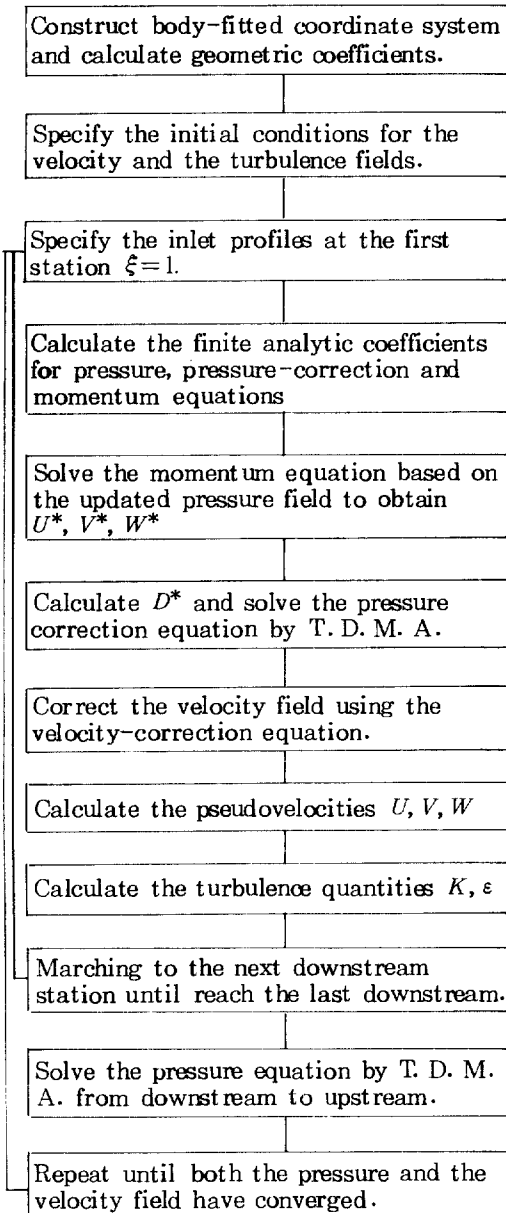 Construct body-fitted coordinate system
and calculate geometric coefficients.
Specify the initial conditions for the
velocity and the turbulence fields.
Specify the inlet profiles at the first
station ξ=1.
Calculate the finite analytic coefficients
for pressure, pressure-correction and
momentum equations
Solve the momentum equation based on
the updated pressure field to obtain
U*, V*, W*
Calculate D* and solve the pressure
correction equation by T. D. M. A.
Correct the velocity field using the
velocity-correction equation.
Calculate the pseudovelocities U, V, W
Calculate the turbulence quantities K, ε
Marching to the next downstream
station until reach the last downstream.
Solve the pressure equation by T. D. M.
A. from downstream to upstream.
Repeat until both the pressure and the
velocity field have converged.